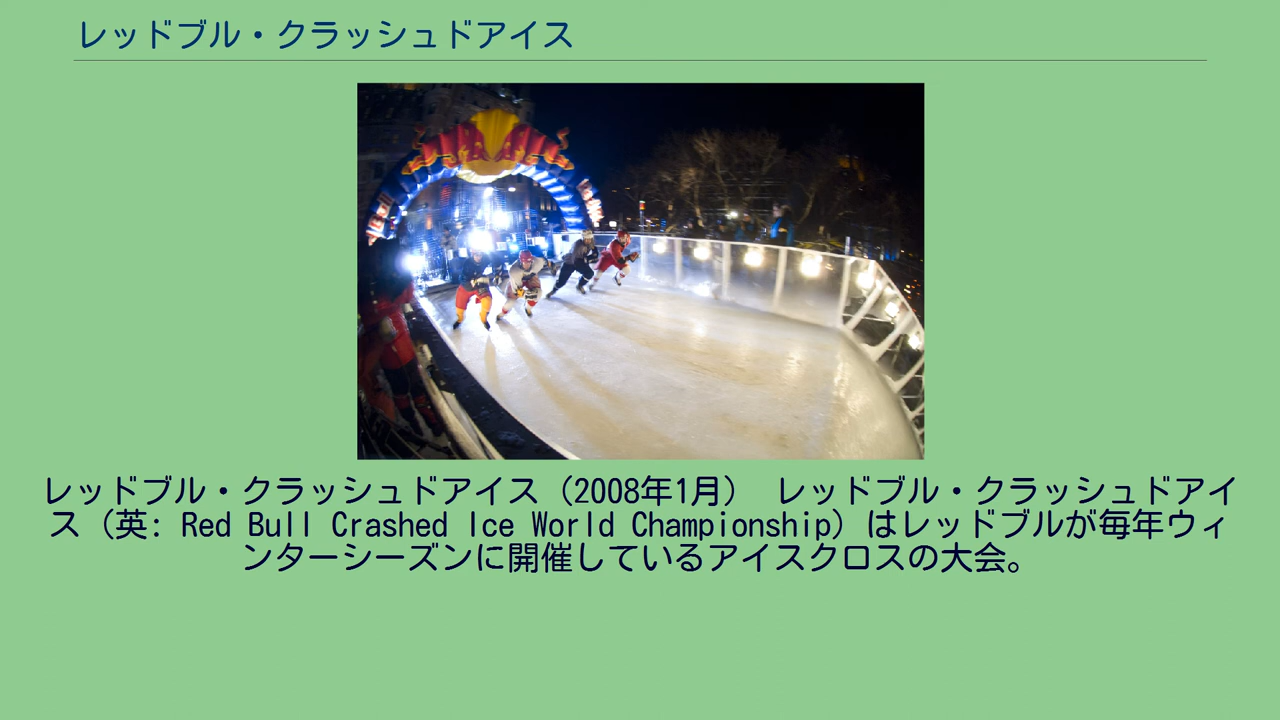 レッドブル・クラッシュドアイス
レッドブル・クラッシュドアイス（2008年1月） レッドブル・クラッシュドアイ
ス（英: Red Bull Crashed Ice World Championship）はレッドブルが毎年ウィ
ンターシーズンに開催しているアイスクロスの大会。